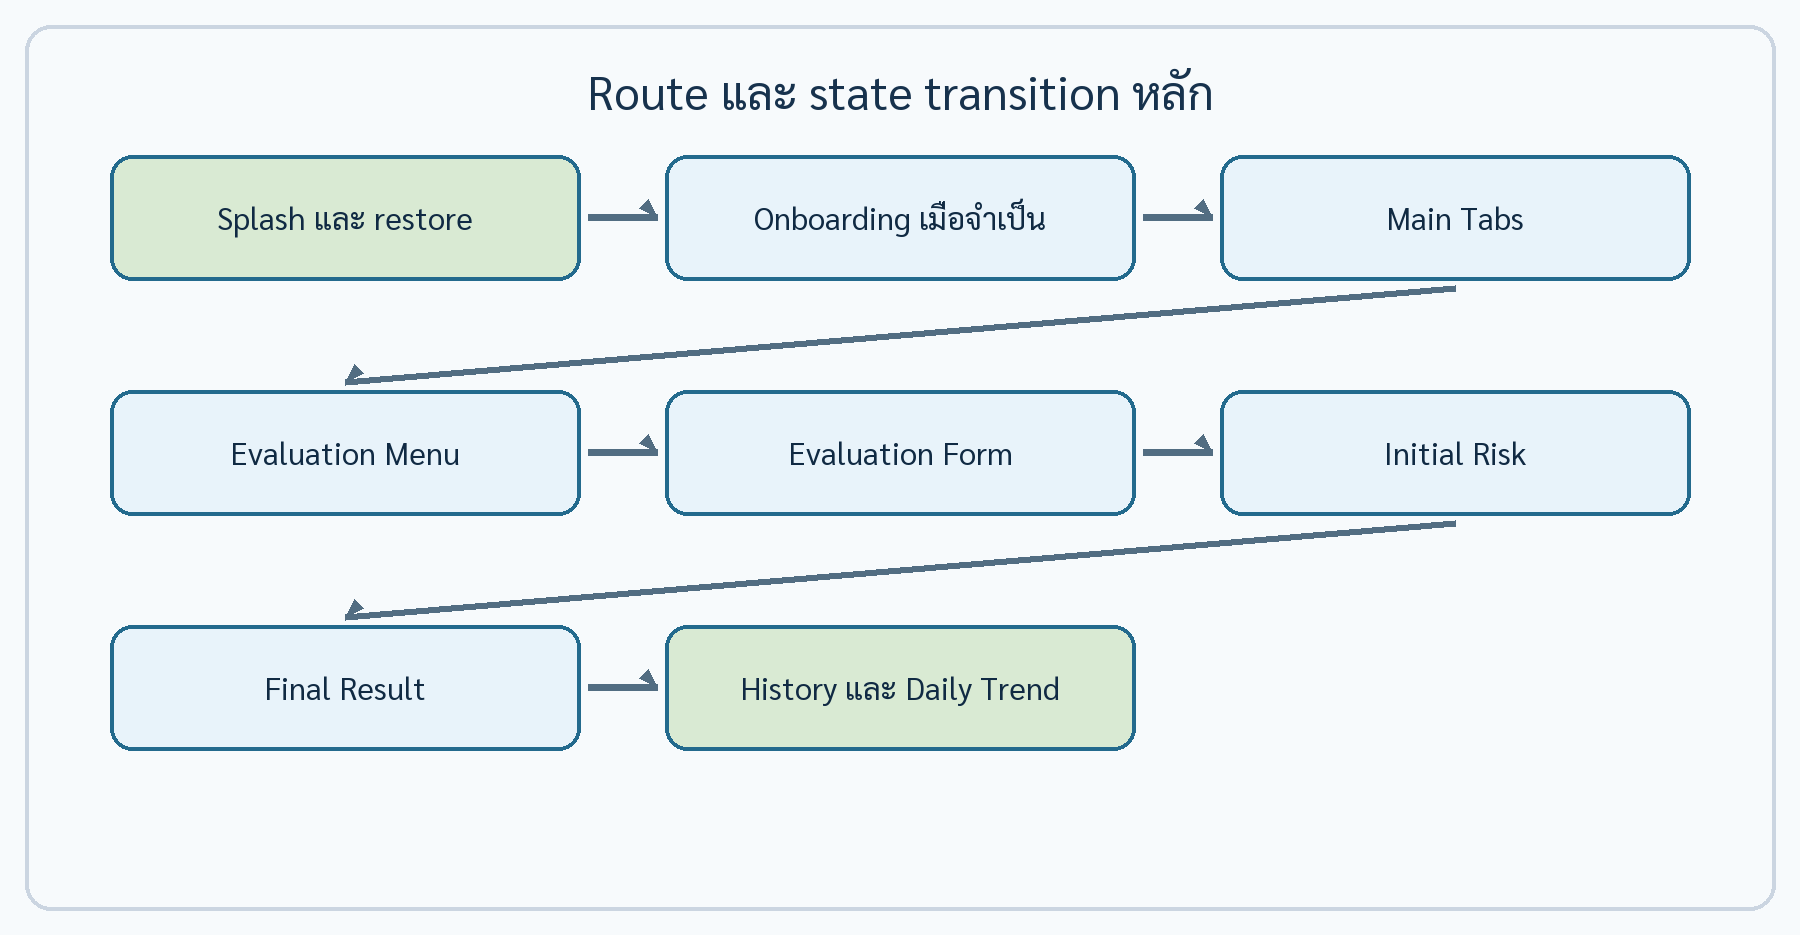 Route และ state transition หลัก
Splash และ restore
Onboarding เมื่อจำเป็น
Main Tabs
Evaluation Menu
Evaluation Form
Initial Risk
Final Result
History และ Daily Trend